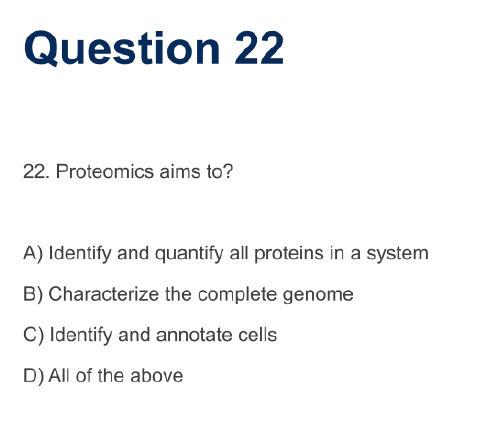 Question 22
22. Proteomics aims to?
A) Identify and quantify all proteins in a system
B) Characterize the complete genome
C) Identify and annotate cells
D) All of the above